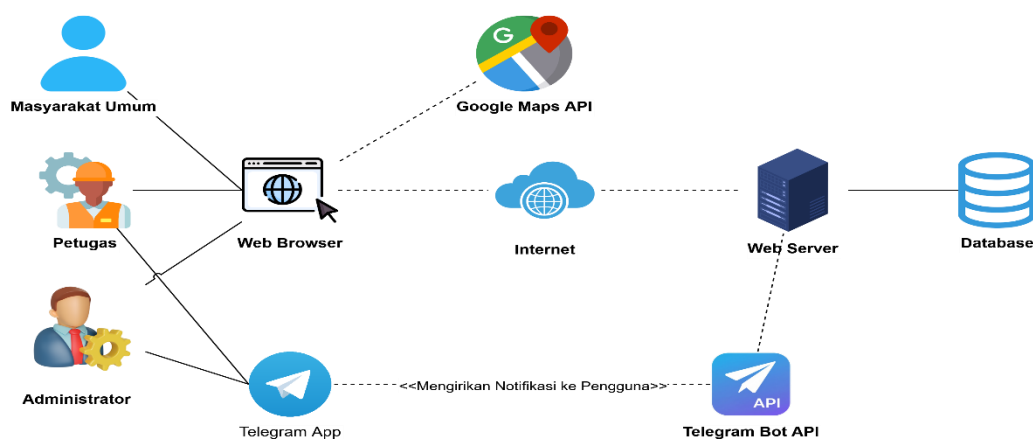 G
Masyarakat Umum
Google Maps API
Petugas
Web Browser
Internet
Web Server
Database
Administrator
<<Mengirikan Notifikasi ke Pengguna>>
API
Telegram App
Telegram Bot API